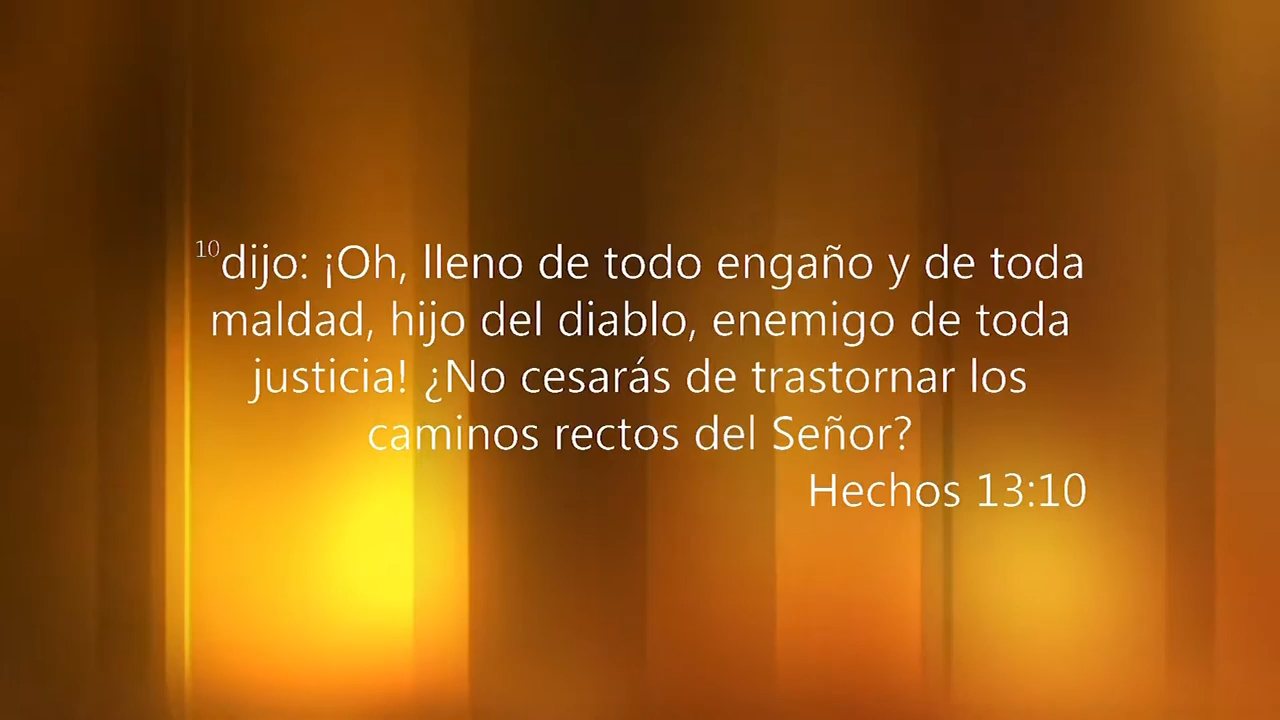 10dijo: ¡Oh, lleno de todo engaño y de toda
maldad, hijo del diablo, enemigo de toda
justicia! ¿No cesarás de trastornar los
caminos rectos del Señor?
Hechos 13:10